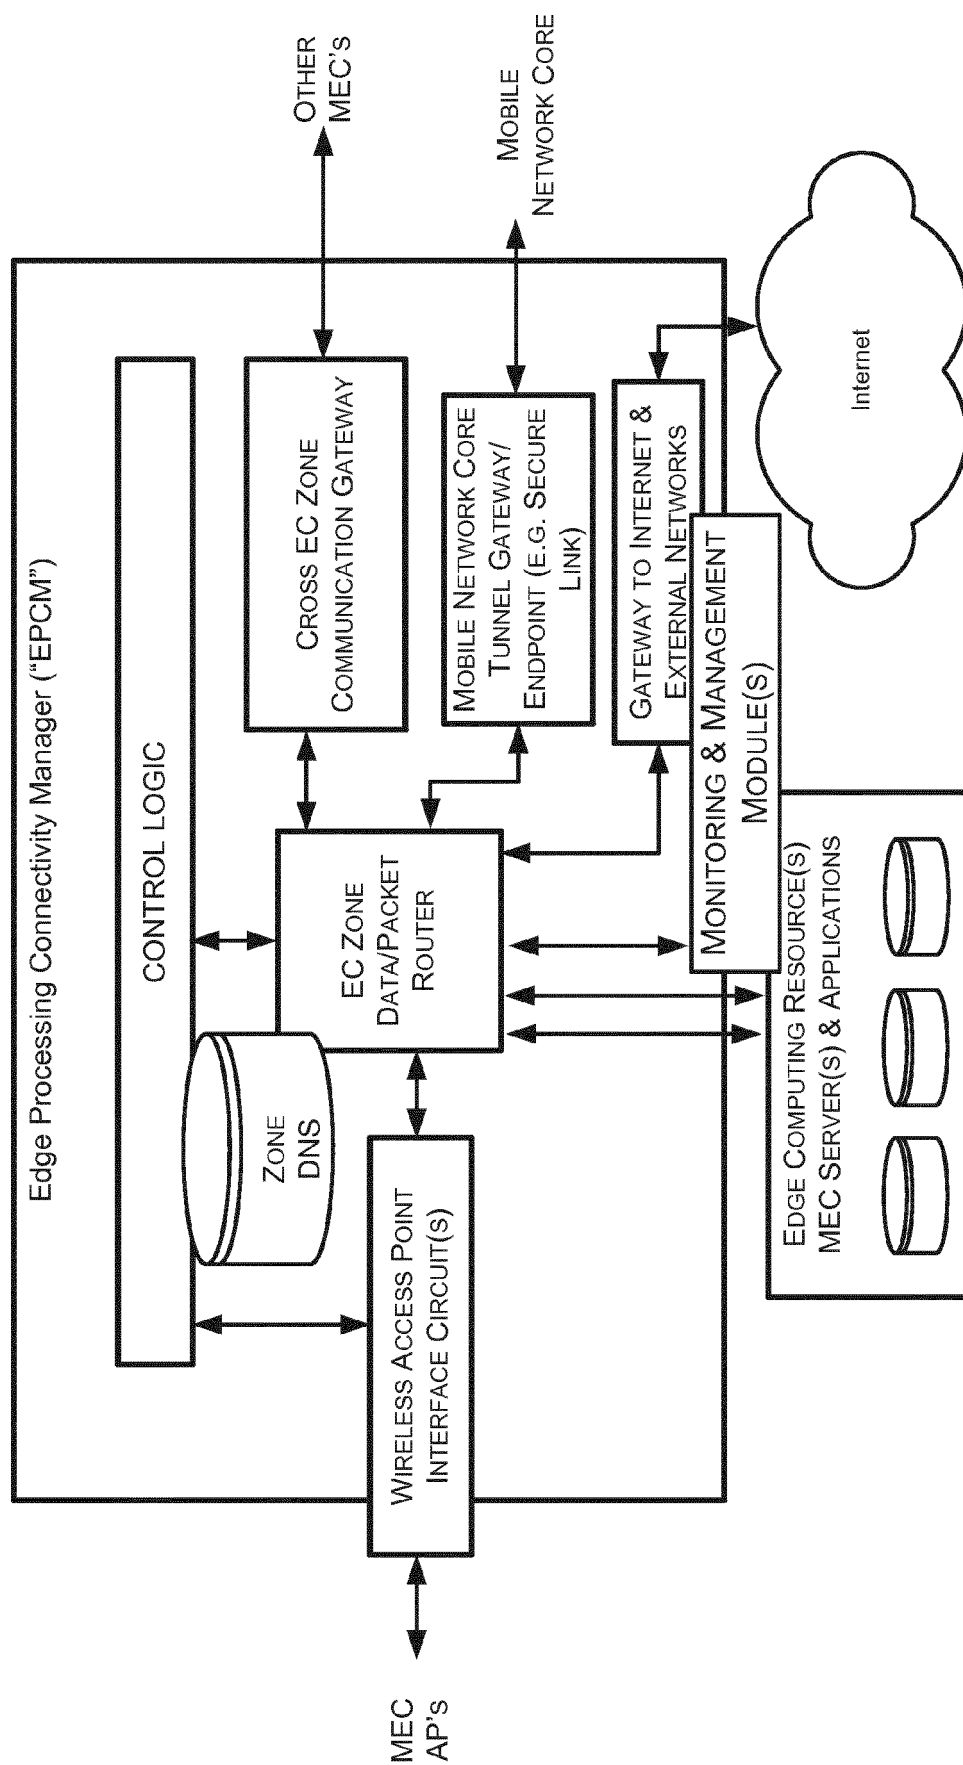 Edge Processing Connectivity Manager ("EPCM")
CONTROL LOGIC
ZONE
DNS
EC ZONE
DATA/PACKET
ROUTER
CROSS EC ZONE
COMMUNICATION GATEWAY
OTHER
MEC'S
MEC
AP'S
WIRELESS ACCESS POINT
INTERFACE CIRCUIT(S)
MOBILE NETWORK CORE
TUNNEL GATEWAY/
ENDPOINT (E.G. SECURE
LINK)
MOBILE
NETWORK CORE
GATEWAY TO INTERNET &
EXTERNAL NETWORKS
MONITORING & MANAGEMENT
MODULE(S)
EDGE COMPUTING RESOURCE(S)
MEC SERVER(S) & APPLICATIONS
Internet